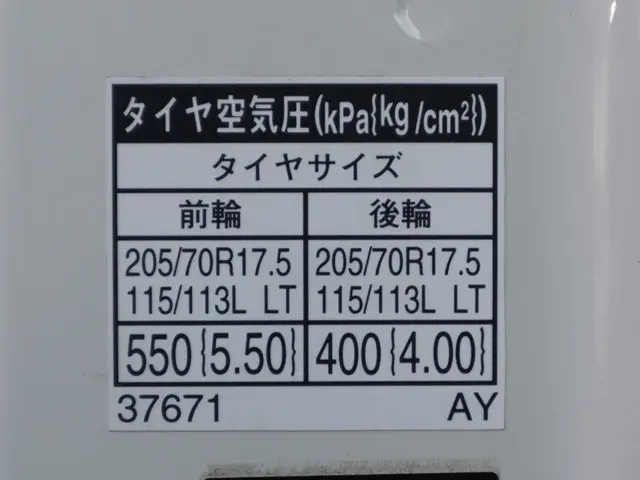 タイヤ空気圧(kPa{kg/cm²})
タイヤサイズ
前輪 後輪
205/70R17.5 205/70R17.5
115/113L LT 115/113L LT
550{5.50} 400{4.00}
37671 AY